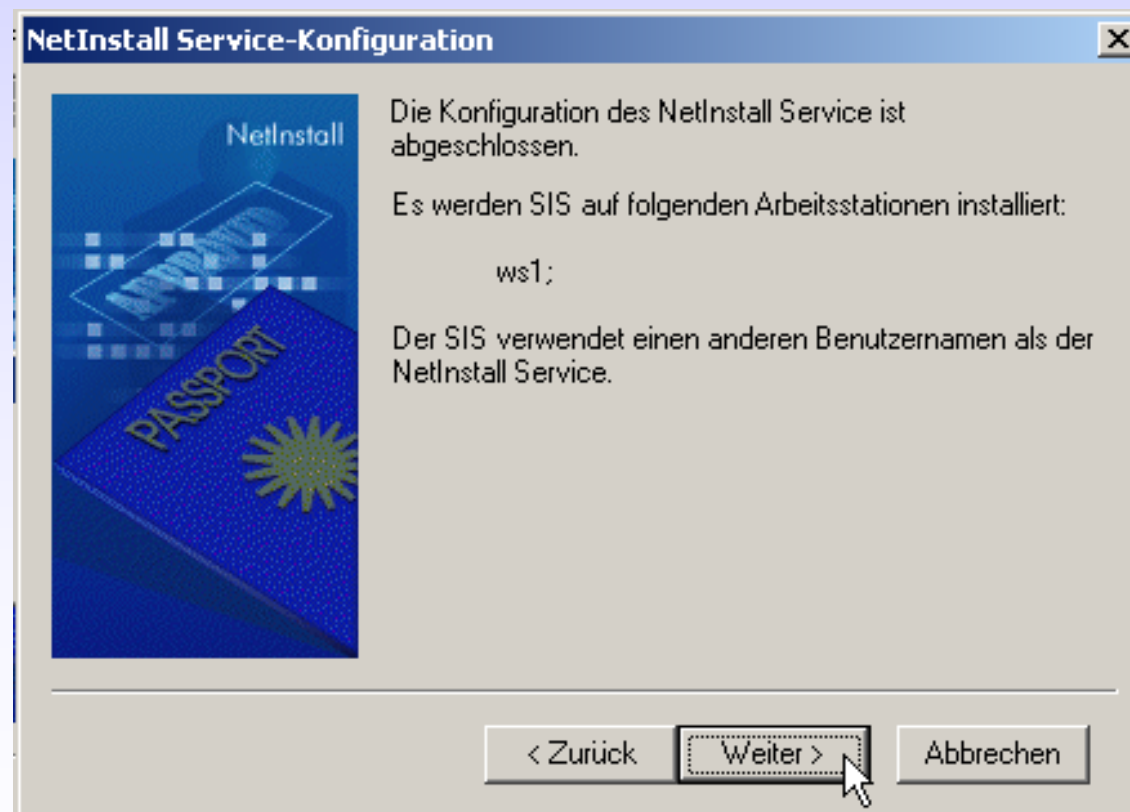 NetInstall Service-Konfiguration
NetInstall
PASSPORT
Die Konfiguration des NetInstall Service ist
abgeschlossen.
Es werden SIS auf folgenden Arbeitsstationen installiert:
ws1;
Der SIS verwendet einen anderen Benutzernamen als der
NetInstall Service.
< Zurück
Weiter >
Abbrechen